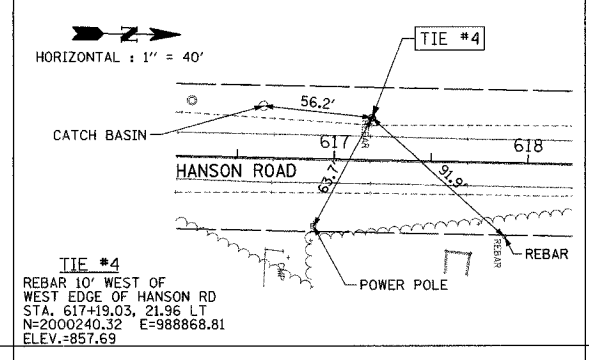 N
HORIZONTAL : 1" = 40'
TIE #4
56.2'
CATCH BASIN
REBAR
617
618
HANSON ROAD
63.7'
91.9'
REBAR
REBAR
POWER POLE
TIE #4
REBAR 10' WEST OF
WEST EDGE OF HANSON RD
STA. 617+19.03, 21.96 LT
N=2000240.32 E=988868.81
ELEV.=857.69